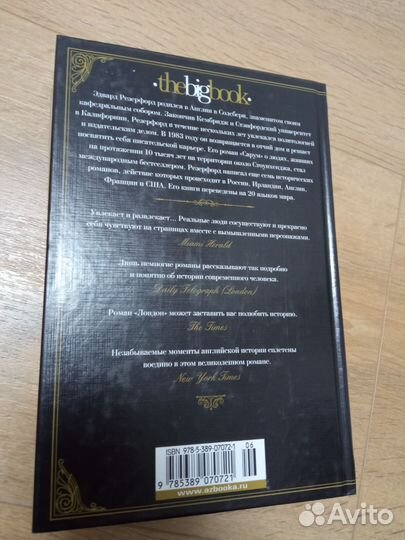 · thebigbook ·
Эдвард Резерфорд родился в Англии в Солсбери, знаменитом своим
кафедральным собором. Закончив Кембридж и Стэнфордский университет
в Калифорнии, Резерфорд в течение нескольких лет увлекался политологией
и издательским делом. В 1983 году он возвращается в отчий дом и решает
посвятить себя писательской карьере. Его роман «Сарум» о людях, живших
на протяжении 10 тысяч лет на территории около Стоунхенджа, стал
международным бестселлером. Резерфорд написал еще семь исторических
романов, действие которых происходит в России, Ирландии, Англии,
Франции и США. Его книги переведены на 20 языков мира.
Увлекает и развлекает... Реальные люди сосуществуют и прекрасно
себя чувствуют на страницах вместе с вымышленными персонажами.
Miami Herald
Лишь немногие романы рассказывают так подробно
и понятно об истории современного человека.
Daily Telegraph (London)
Роман «Лондон» может заставить вас полюбить историю.
The Times
Незабываемые моменты английской истории сплетены
воедино в этом великолепном романе.
New York Times
ISBN 978-5-389-07072-1
06
9 785389 070721
www.azbooka.ru
Avito